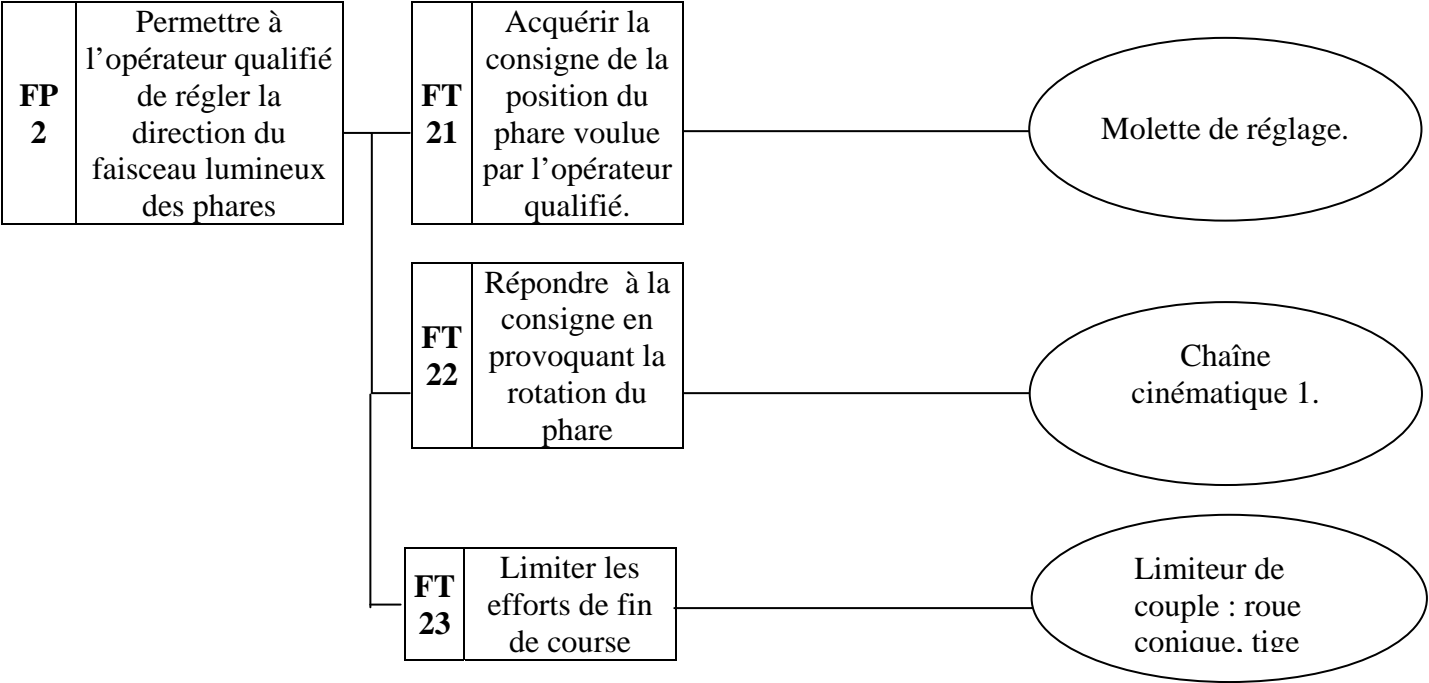 FP
2
Permettre à
l’opérateur qualifié
de régler la
direction du
faisceau lumineux
des phares
FT
21
Acquérir la
consigne de la
position du
phare voulue
par l’opérateur
qualifié.
Molette de réglage.
FT
22
Répondre à la
consigne en
provoquant la
rotation du
phare
Chaîne
cinématique 1.
FT
23
Limiter les
efforts de fin
de course
Limiteur de
couple : roue
conique, tige